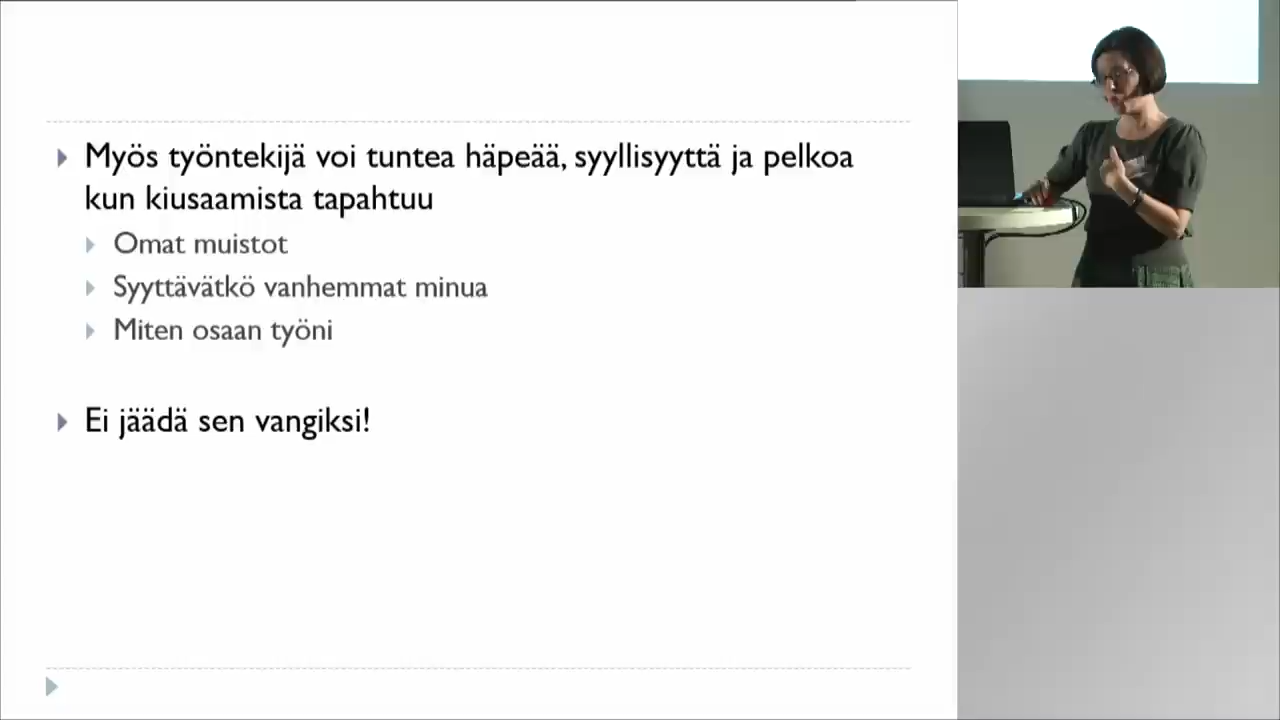 Myös työntekijä voi tuntea häpeää, syyllisyyttä ja pelkoa
kun kiusaamista tapahtuu
Omat muistot
Syyttävätkö vanhemmat minua
Miten osaan työni
Ei jäädä sen vangiksi!